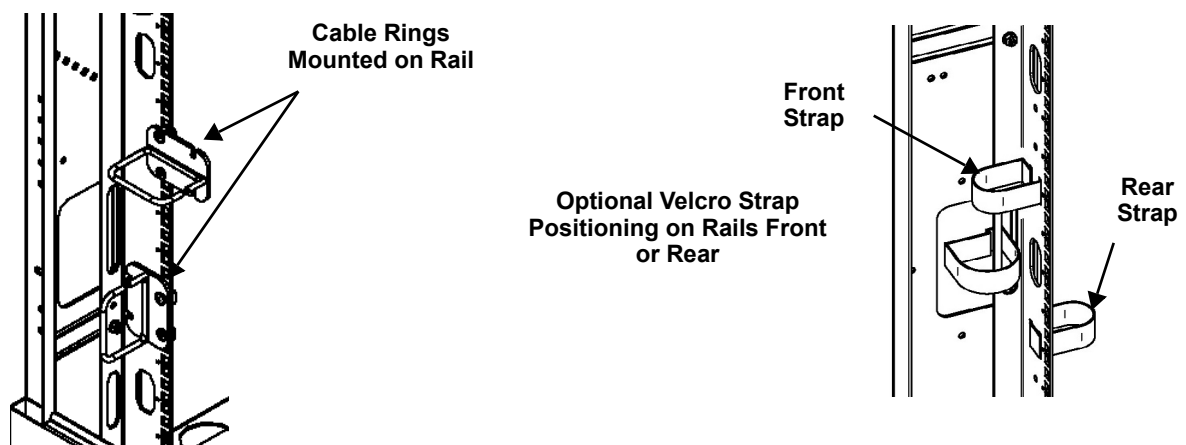 Cable Rings
Mounted on Rail
Front
Strap
Optional Velcro Strap
Positioning on Rails Front
or Rear
Rear
Strap